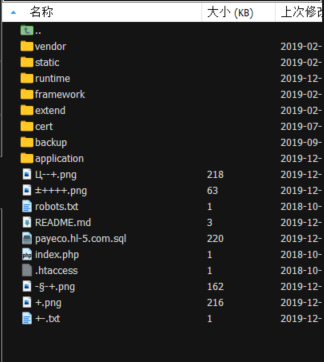 名称 大小 (KB) 上次修
..
vendor 2019-02-
static 2019-02-
runtime 2019-12-
framework 2019-02-
extend 2019-12-
cert 2019-07-
backup 2019-09-
application 2019-12-
Ц--+.png 218 2019-12-
±++++.png 63 2019-12-
robots.txt 1 2018-10-
README.md 3 2019-12-
payeco.hl-5.com.sql 220 2019-12-
index.php 1 2018-10-
.htaccess 1 2018-10-
-§-+.png 162 2019-12-
+.png 216 2019-12-
+-.txt 1 2019-12-